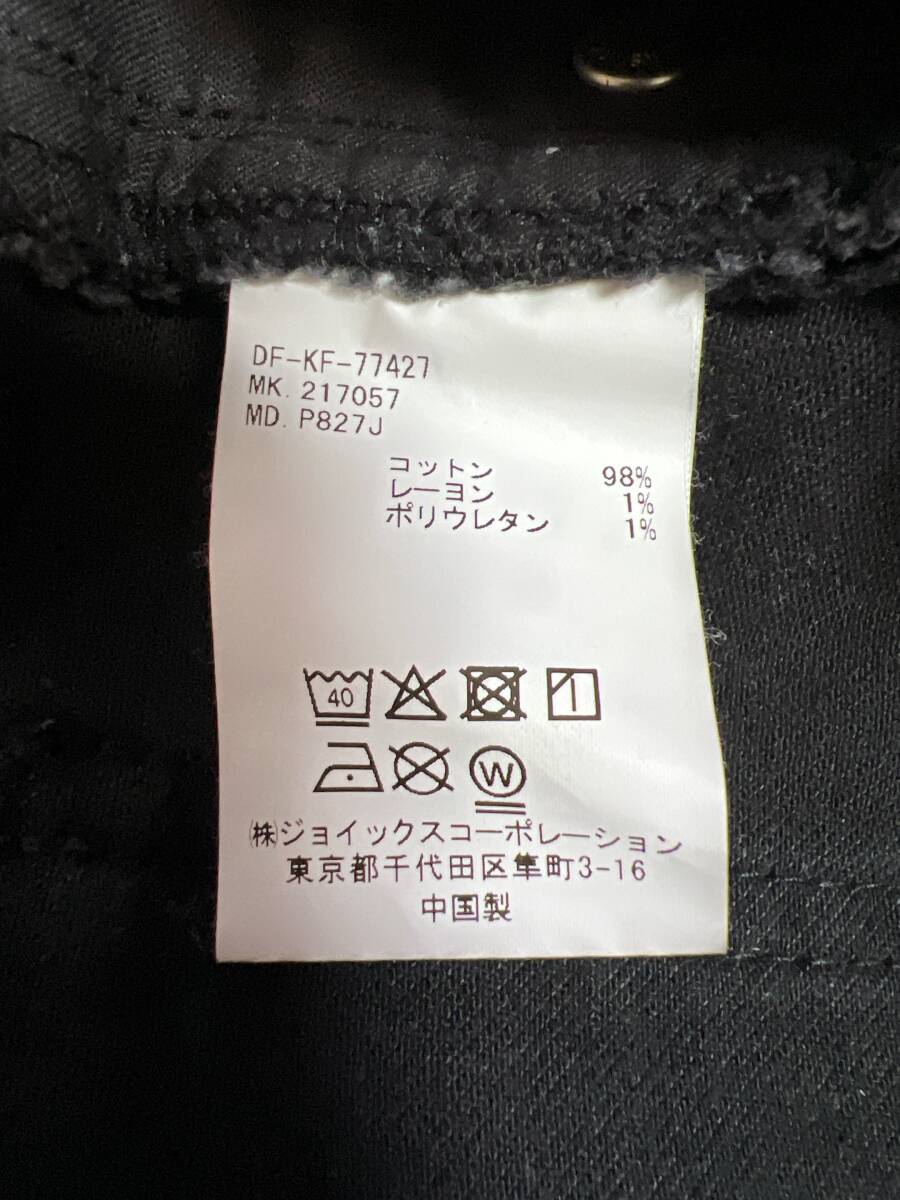 DF-KF-77427
MK. 217057
MD. P827J
コットン 98%
レーヨン 1%
ポリウレタン 1%
40
W
㈱ジョイックスコーポレーション
東京都千代田区隼町3-16
中国製